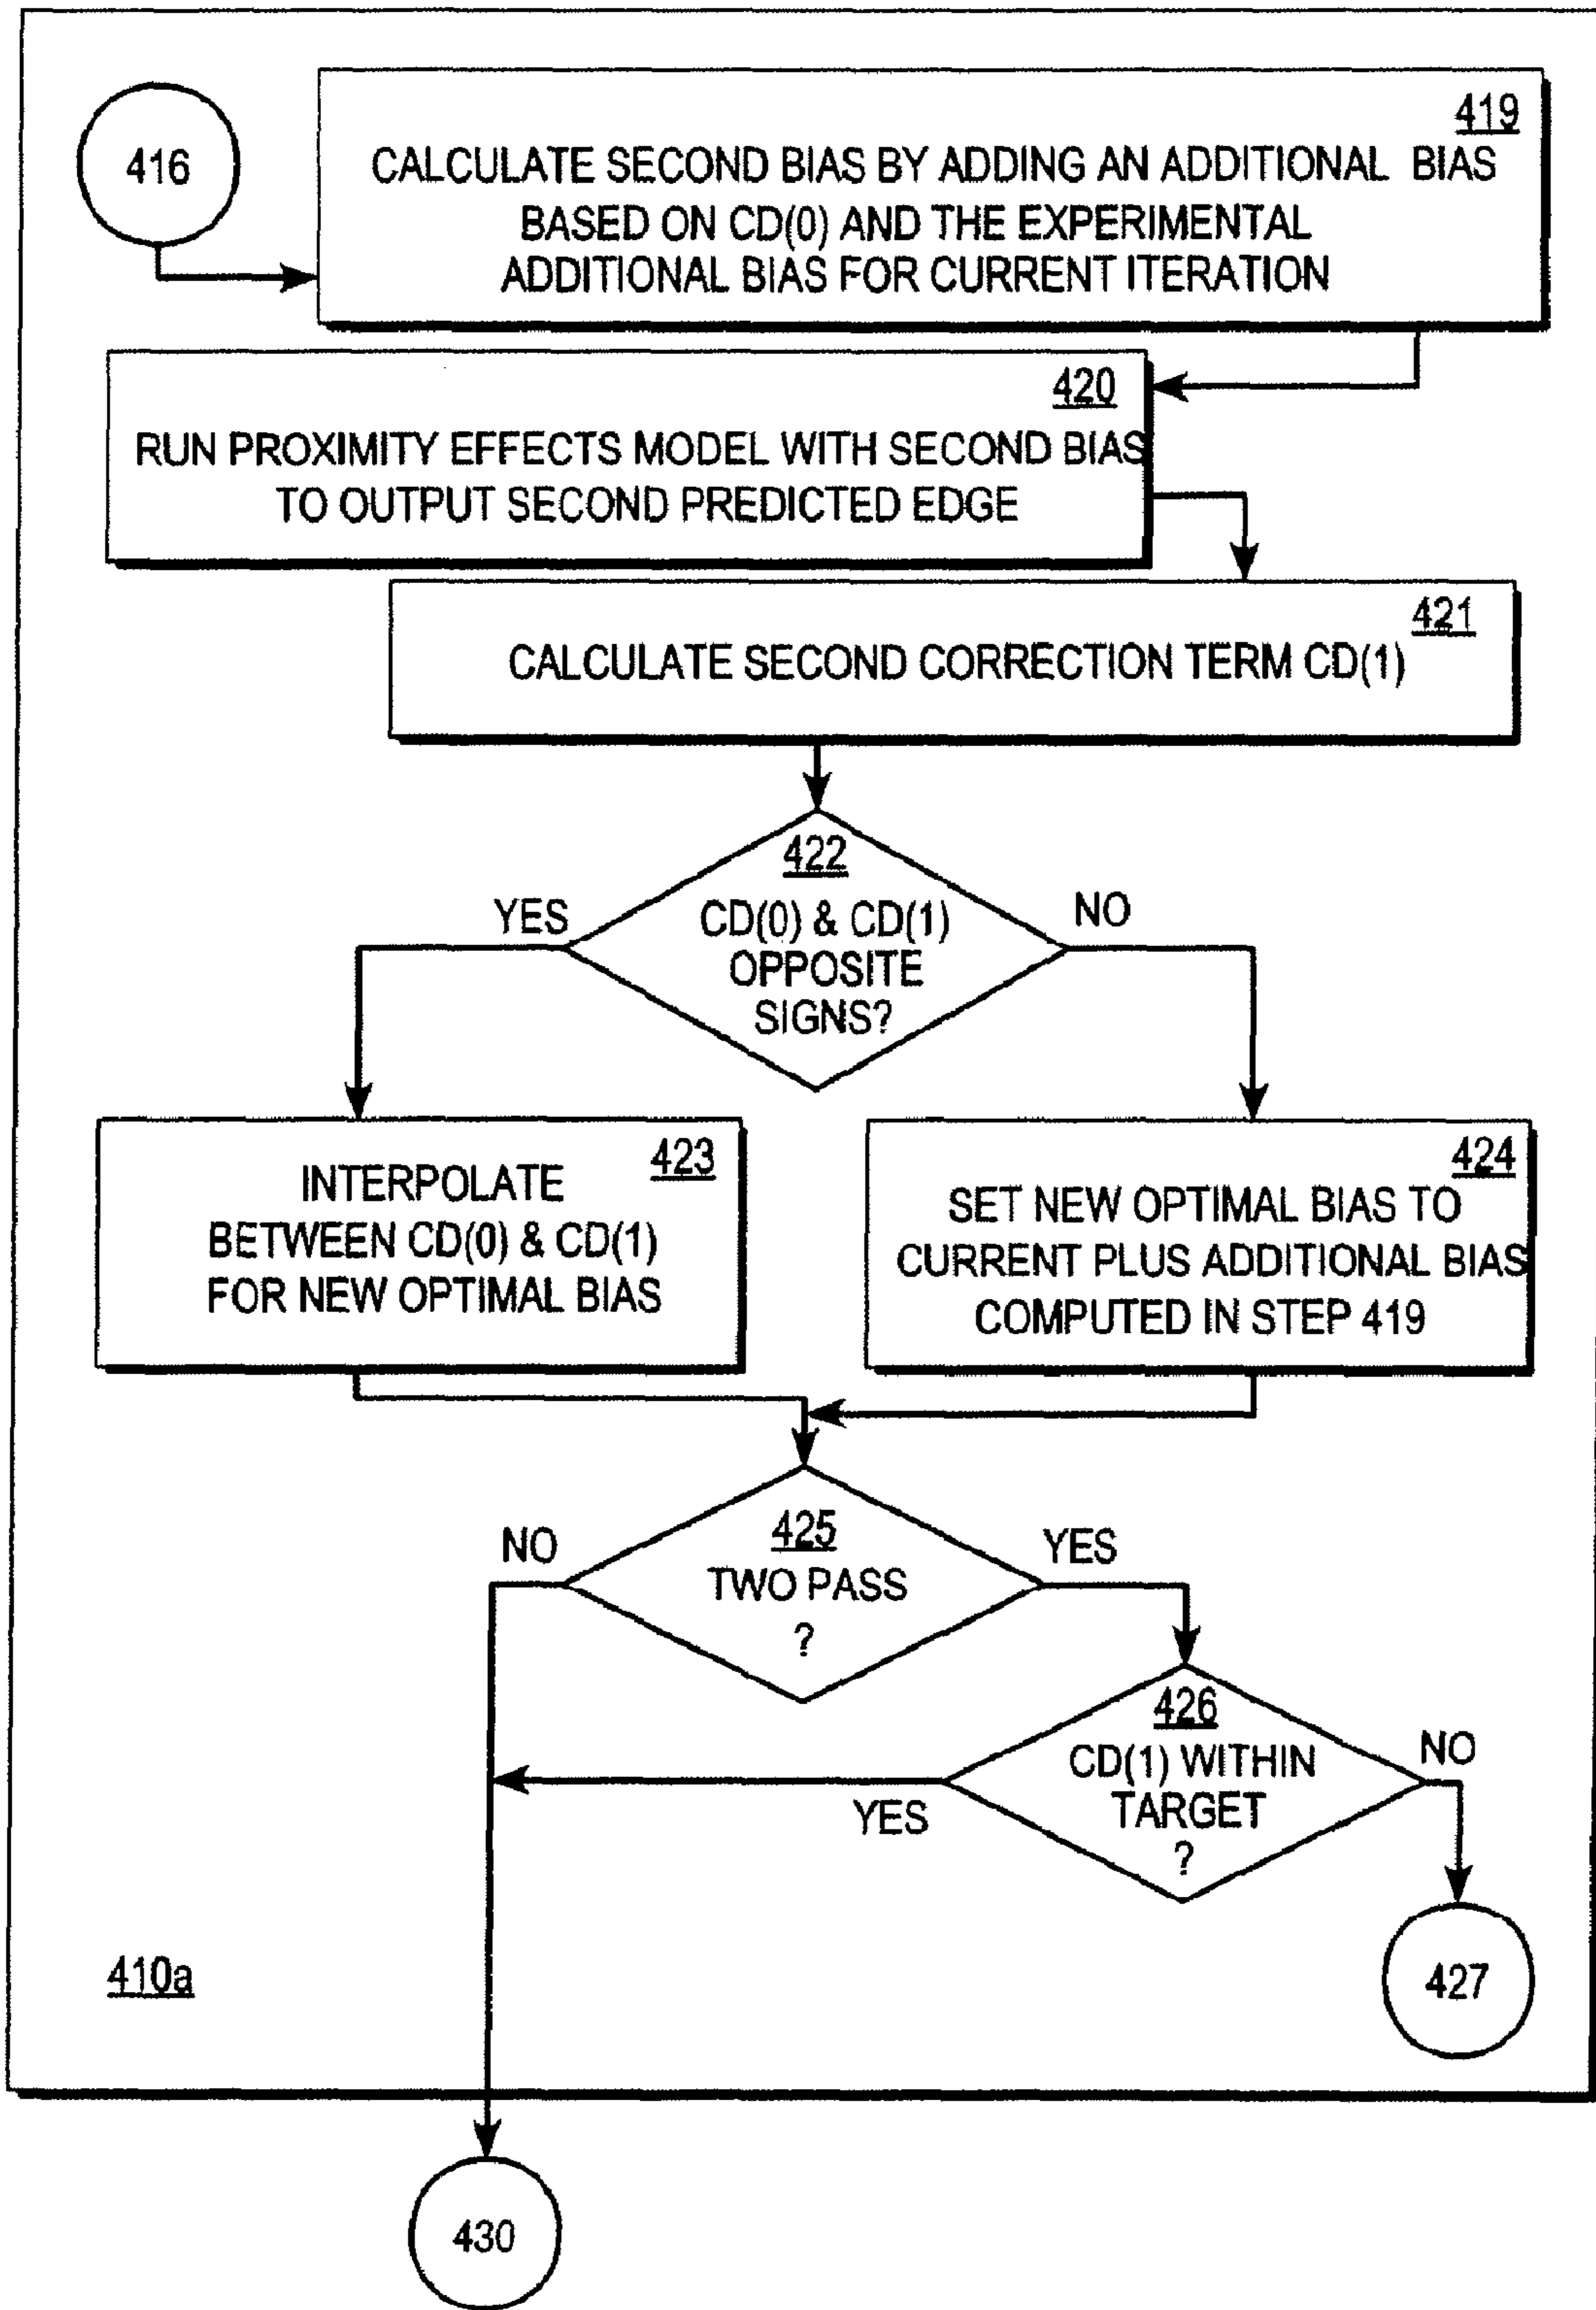 416
419
CALCULATE SECOND BIAS BY ADDING AN ADDITIONAL BIAS
BASED ON CD(0) AND THE EXPERIMENTAL
ADDITIONAL BIAS FOR CURRENT ITERATION
420
RUN PROXIMITY EFFECTS MODEL WITH SECOND BIAS
TO OUTPUT SECOND PREDICTED EDGE
421
CALCULATE SECOND CORRECTION TERM CD(1)
422
CD(0) & CD(1)
OPPOSITE
SIGNS?
YES
NO
423
INTERPOLATE
BETWEEN CD(0) & CD(1)
FOR NEW OPTIMAL BIAS
424
SET NEW OPTIMAL BIAS TO
CURRENT PLUS ADDITIONAL BIAS
COMPUTED IN STEP 419
425
TWO PASS
?
NO
YES
426
CD(1) WITHIN
TARGET
?
YES
NO
427
410a
430